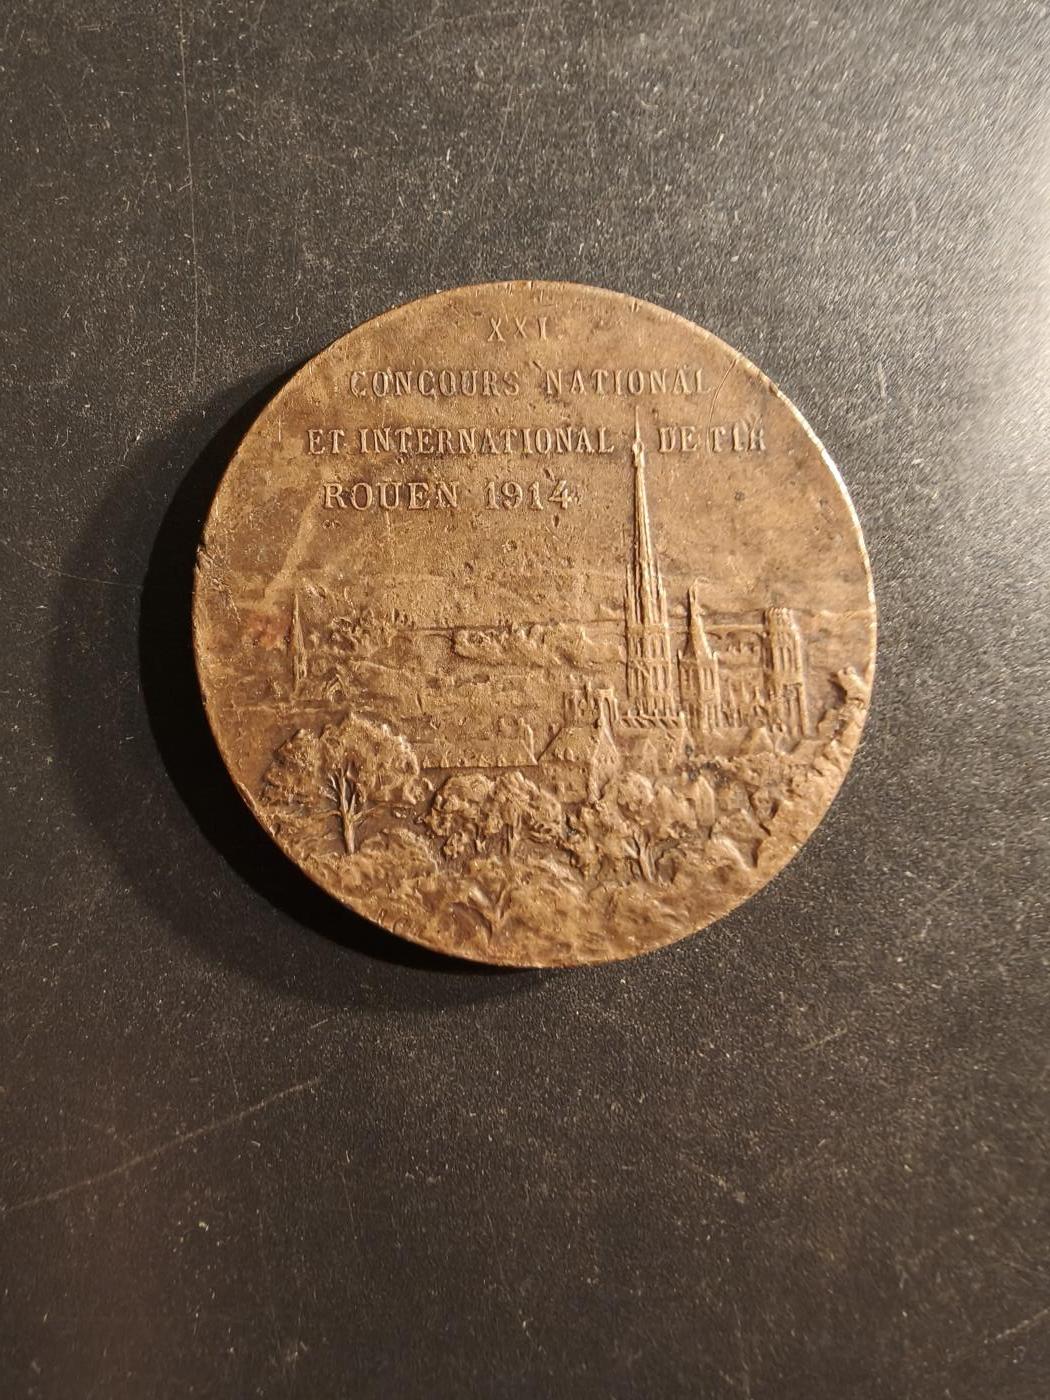 XXI
CONCOURS NATIONAL
ET INTERNATIONAL DE TIR
ROUEN 1914